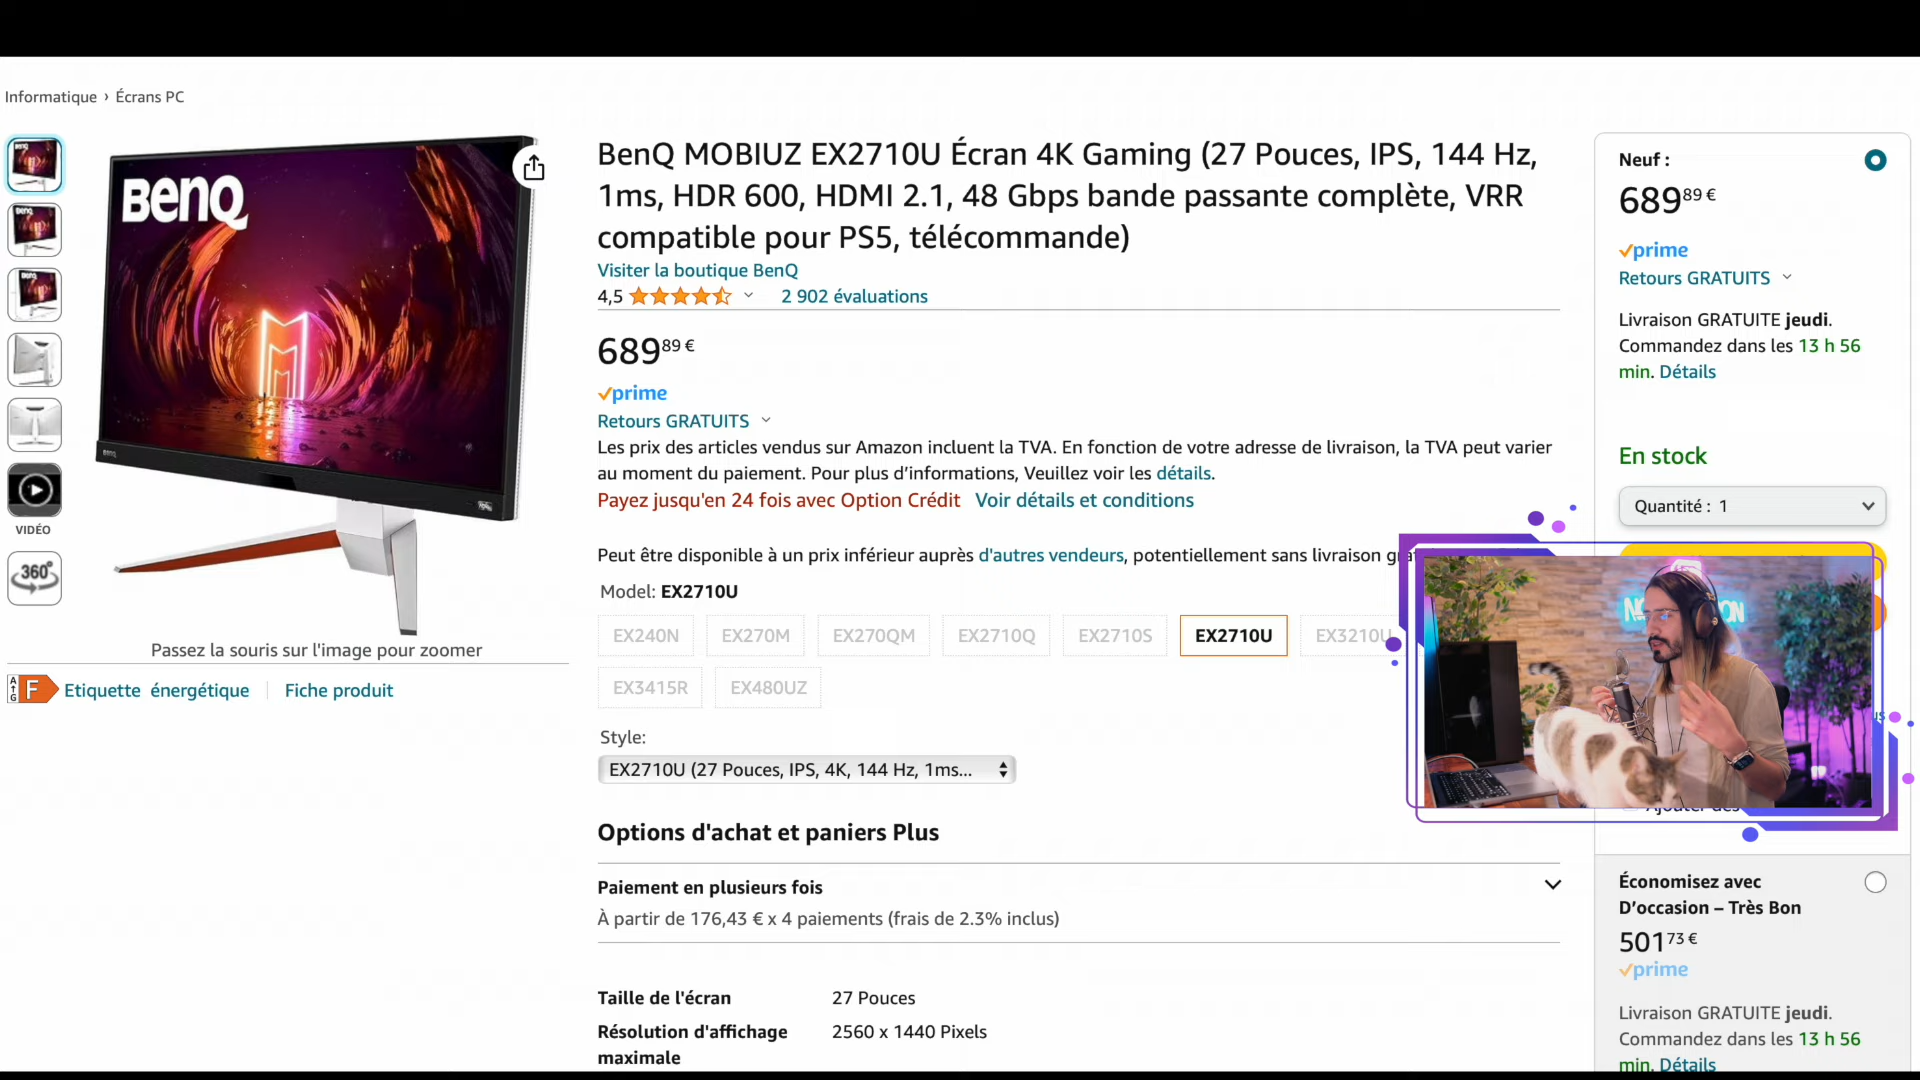 Informatique › Écrans PC
BenQ
VIDÉO
360°
Passez la souris sur l'image pour zoomer
F Etiquette énergétique
Fiche produit
BenQ MOBIUZ EX2710U Écran 4K Gaming (27 Pouces, IPS, 144 Hz,
1ms, HDR 600, HDMI 2.1, 48 Gbps bande passante complète, VRR
compatible pour PS5, télécommande)
Visiter la boutique BenQ
4,5
2 902 évaluations
689 89 €
prime
Retours GRATUITS
Les prix des articles vendus sur Amazon incluent la TVA. En fonction de votre adresse de livraison, la TVA peut varier
au moment du paiement. Pour plus d’informations, Veuillez voir les détails.
Payez jusqu'en 24 fois avec Option Crédit Voir détails et conditions
Peut être disponible à un prix inférieur auprès d'autres vendeurs, potentiellement sans livraison
Model: EX2710U
EX240N EX270M EX270QM EX2710Q EX2710S EX2710U EX3210U
EX3415R EX480UZ
Style:
EX2710U (27 Pouces, IPS, 4K, 144 Hz, 1ms...
Options d'achat et paniers Plus
Paiement en plusieurs fois
À partir de 176,43 € x 4 paiements (frais de 2.3% inclus)
Taille de l'écran 27 Pouces
Résolution d'affichage 2560 x 1440 Pixels
maximale
Neuf :
689 89 €
prime
Retours GRATUITS
Livraison GRATUITE jeudi.
Commandez dans les 13 h 56
min. Détails
En stock
Quantité : 1
Économisez avec
D’occasion – Très Bon
501 73 €
prime
Livraison GRATUITE jeudi.
Commandez dans les 13 h 56
min. Détails